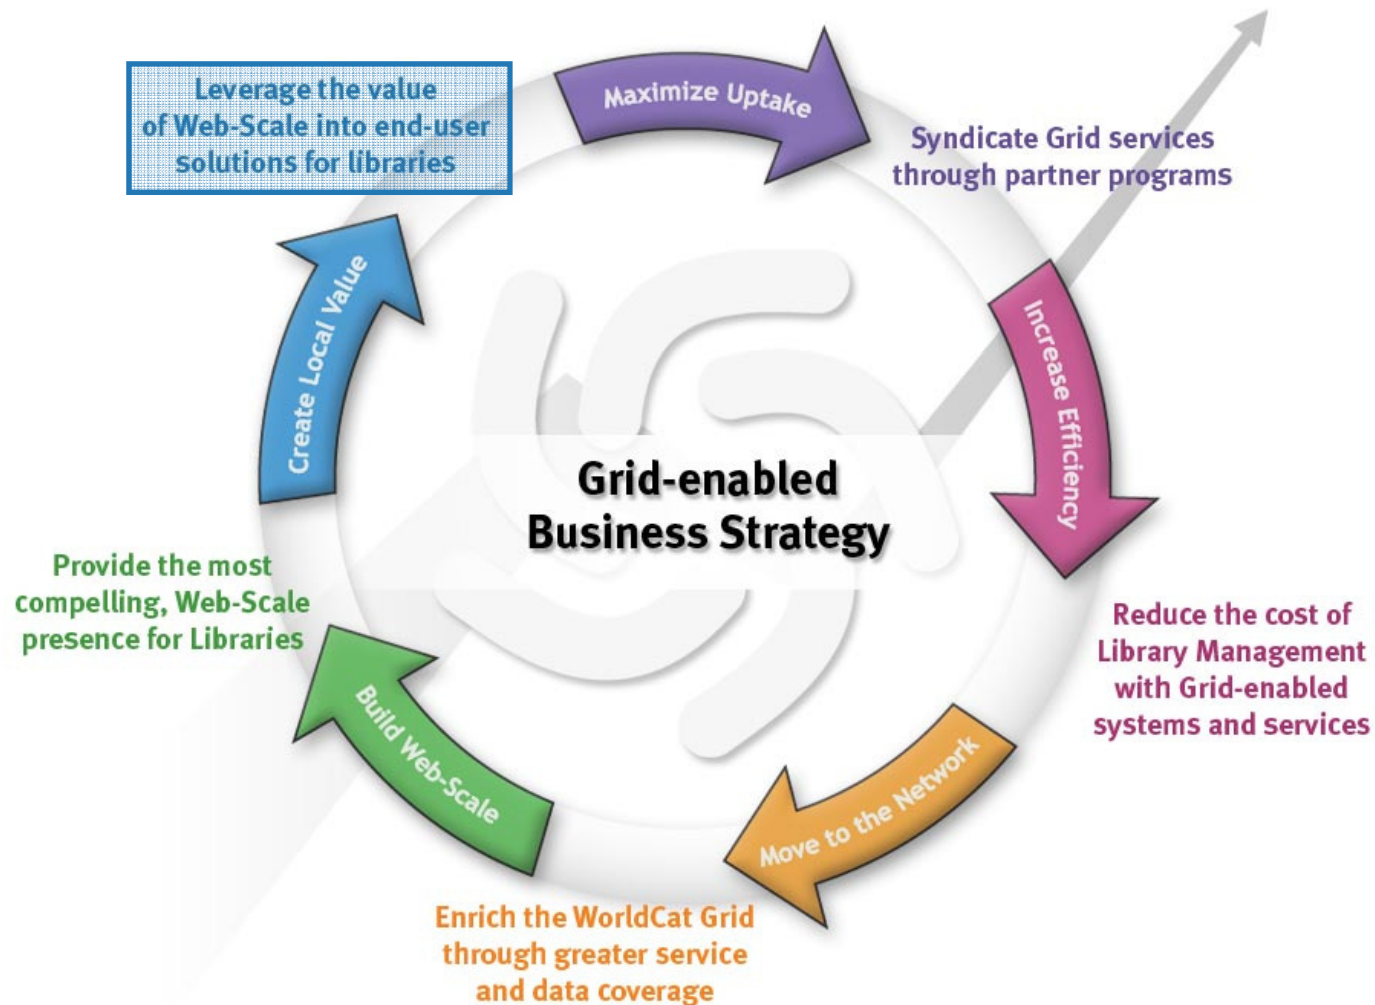 Leverage the value
of Web-Scale into end-user
solutions for libraries
Maximize Uptake
Syndicate Grid services
through partner programs
Increase Efficiency
Create Local Value
Grid-enabled
Business Strategy
Provide the most
compelling, Web-Scale
presence for Libraries
Reduce the cost of
Library Management
with Grid-enabled
systems and services
Build Web-Scale
Move to the Network
Enrich the WorldCat Grid
through greater service
and data coverage